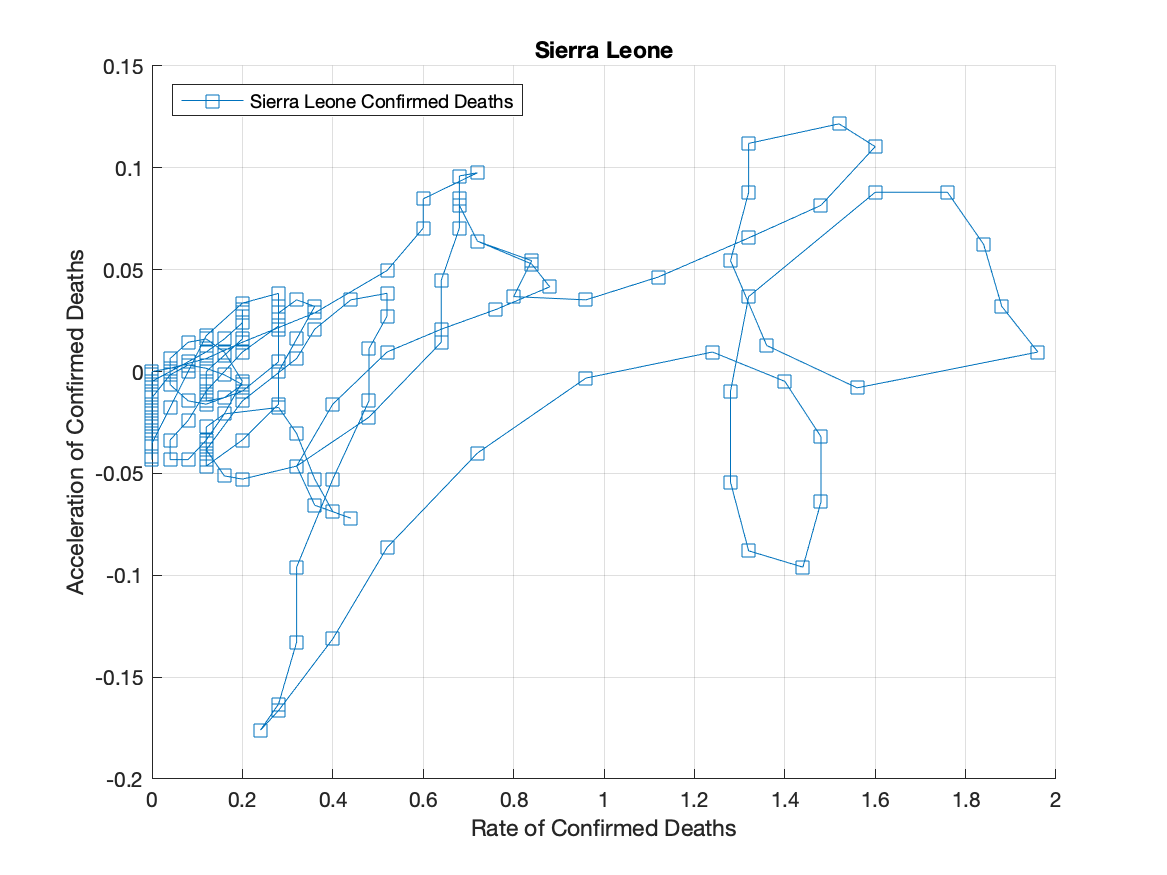 Sierra Leone
0.15
Sierra Leone Confirmed Deaths
0.1
0.05
0
-0.05
-0.1
-0.15
-0.2
Acceleration of Confirmed Deaths
0 0.2 0.4 0.6 0.8 1 1.2 1.4 1.6 1.8 2
Rate of Confirmed Deaths